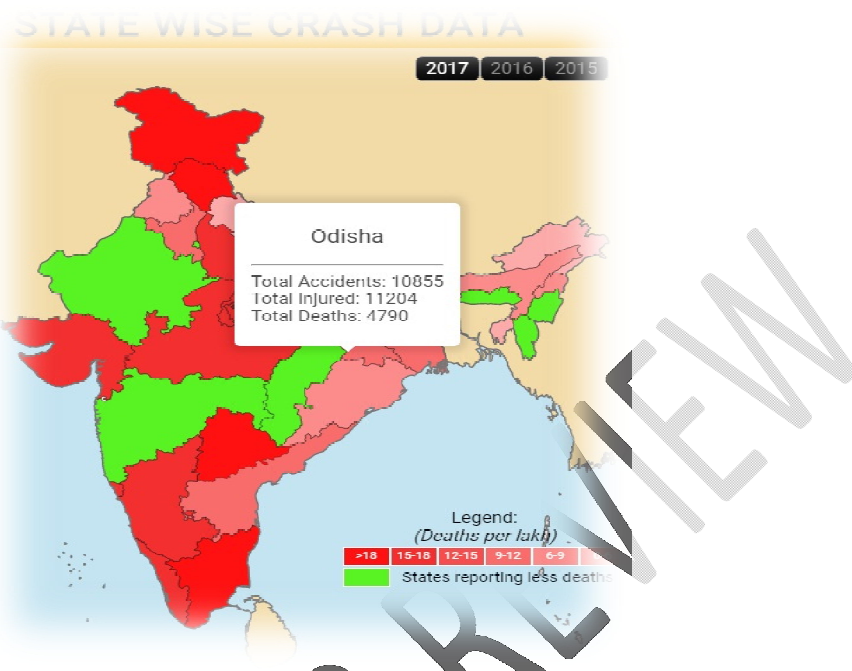 STATE WISE CRASH DATA
2017 2016 2015
Odisha
Total Accidents: 10855
Total Injured: 11204
Total Deaths: 4790
Legend:
(Deaths per lakh)
>18 15-18 12-15 9-12 6-9
States reporting less deaths
REVIEW